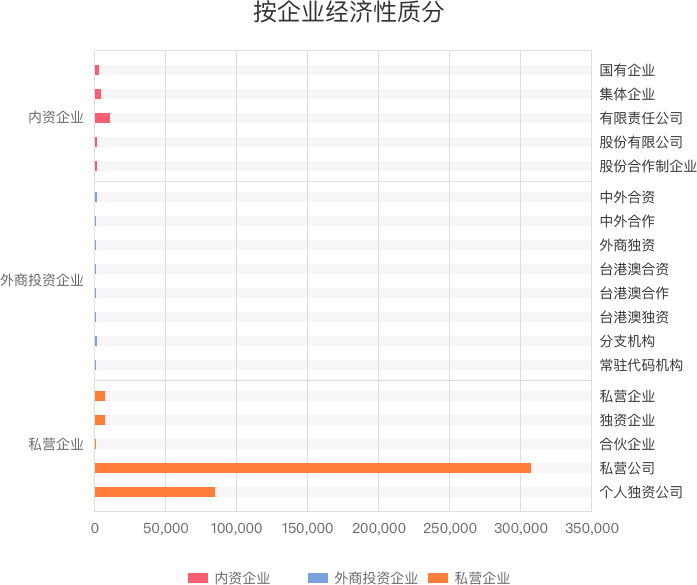 按企业经济性质分
国有企业
集体企业
内资企业
有限责任公司
股份有限公司
股份合作制企业
中外合资
中外合作
外商独资
外商投资企业
台港澳合资
台港澳合作
台港澳独资
分支机构
常驻代码机构
私营企业
独资企业
私营企业
合伙企业
私营公司
个人独资公司
0 50,000 100,000 150,000 200,000 250,000 300,000 350,000
内资企业 外商投资企业 私营企业